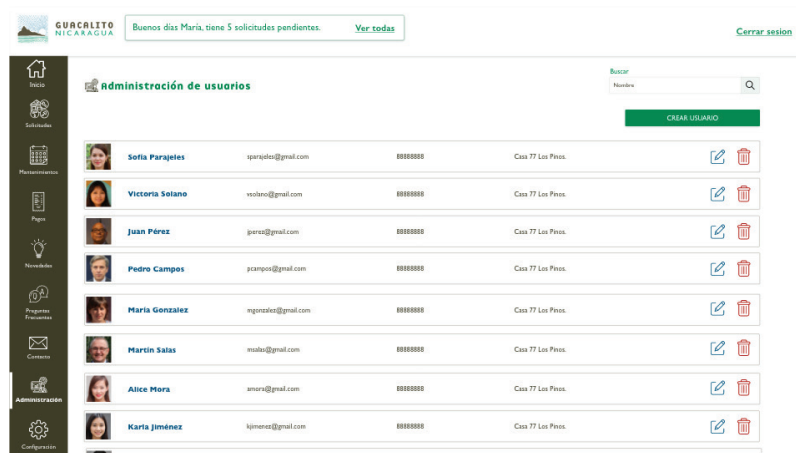 GUACALITO
NICARAGUA
Buenos días María, tiene 5 solicitudes pendientes. Ver todas
Cerrar sesion
Inicio
Solicitudes
Mantenimientos
Pagos
Novedades
Preguntas
Frecuentes
Contacto
Administración
Configuración
Administración de usuarios
Buscar
Nombre
CREAR USUARIO
Sofía Parajeles sparajeles@gmail.com 88888888 Casa 77 Los Pinos.
Victoria Solano vsolano@gmail.com 88888888 Casa 77 Los Pinos.
Juan Pérez jperez@gmail.com 88888888 Casa 77 Los Pinos.
Pedro Campos pcampos@gmail.com 88888888 Casa 77 Los Pinos.
María Gonzalez mgonzalez@gmail.com 88888888 Casa 77 Los Pinos.
Martín Salas msalas@gmail.com 88888888 Casa 77 Los Pinos.
Alice Mora amora@gmail.com 88888888 Casa 77 Los Pinos.
Karla Jiménez kjimenez@gmail.com 88888888 Casa 77 Los Pinos.